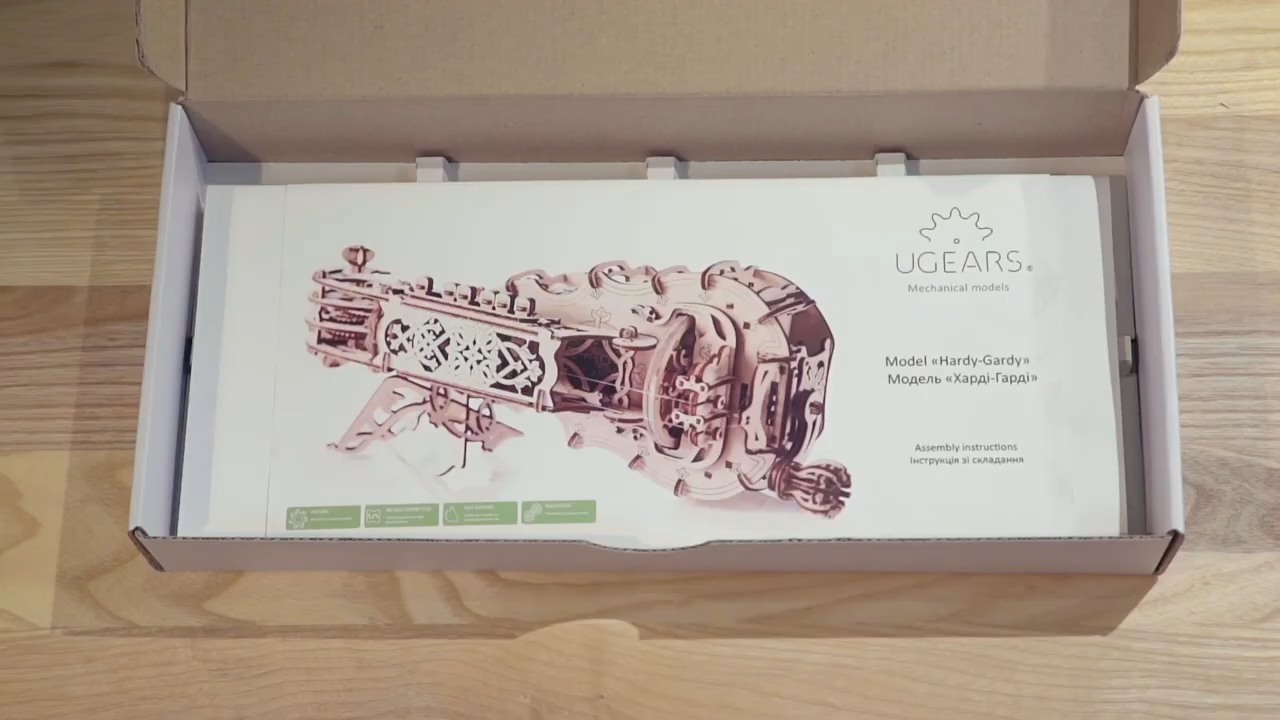 UGEARS®
Mechanical models
Model «Hardy-Gardy»
Модель «Харді-Гарді»
Assembly instructions
Інструкція зі складання